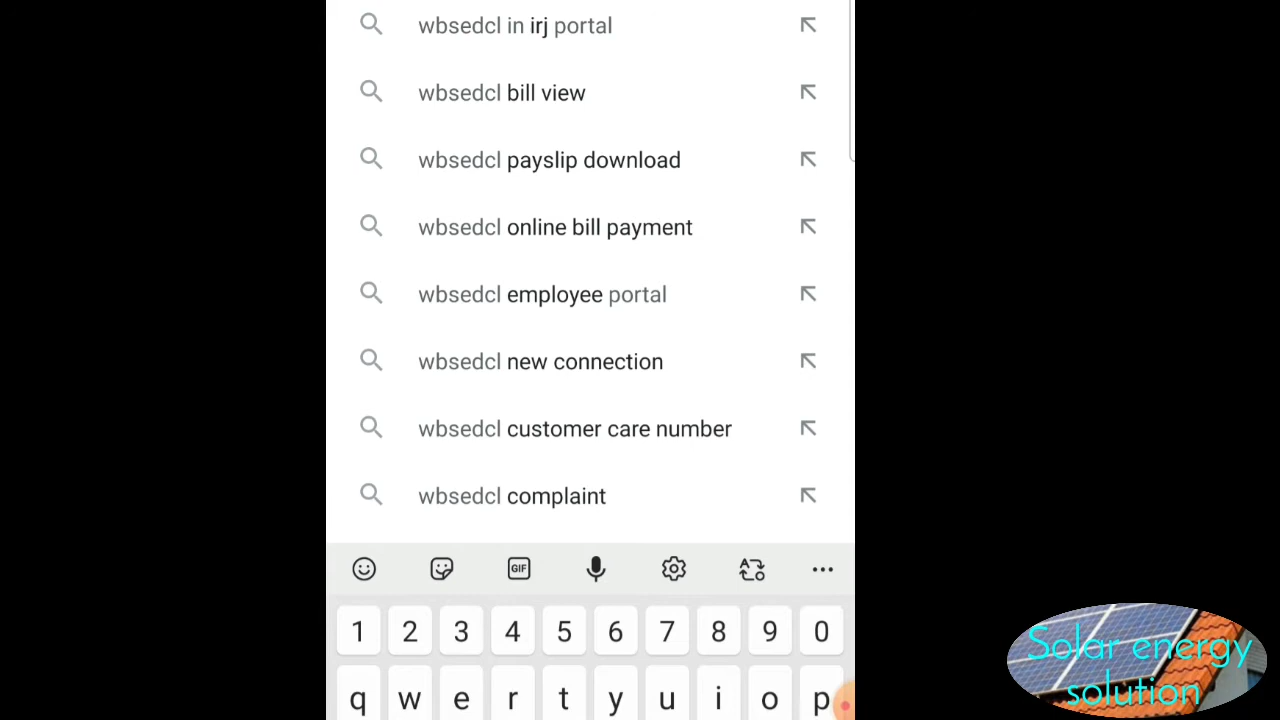 wbsedcl in irj portal
wbsedcl bill view
wbsedcl payslip download
wbsedcl online bill payment
wbsedcl employee portal
wbsedcl new connection
wbsedcl customer care number
wbsedcl complaint
GIF
1 2 3 4 5 6 7 8 9 0
q w e r t y u i o p
Solar energy
solution